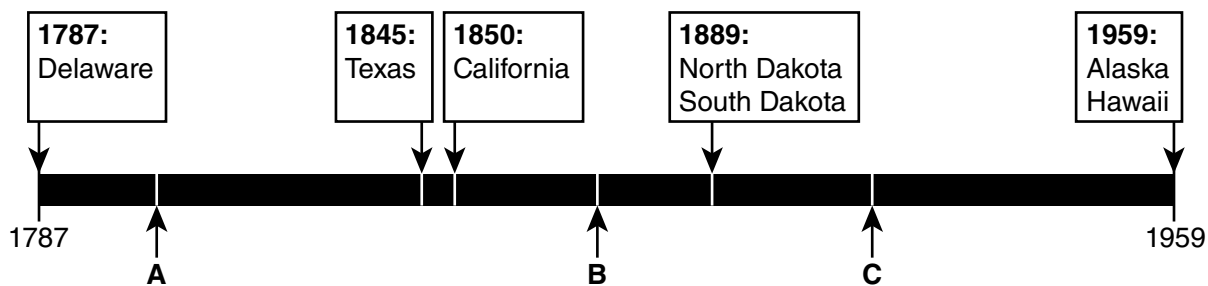 1787:
Delaware
1845:
Texas
1850:
California
1889:
North Dakota
South Dakota
1959:
Alaska
Hawaii
1787
1959
A
B
C